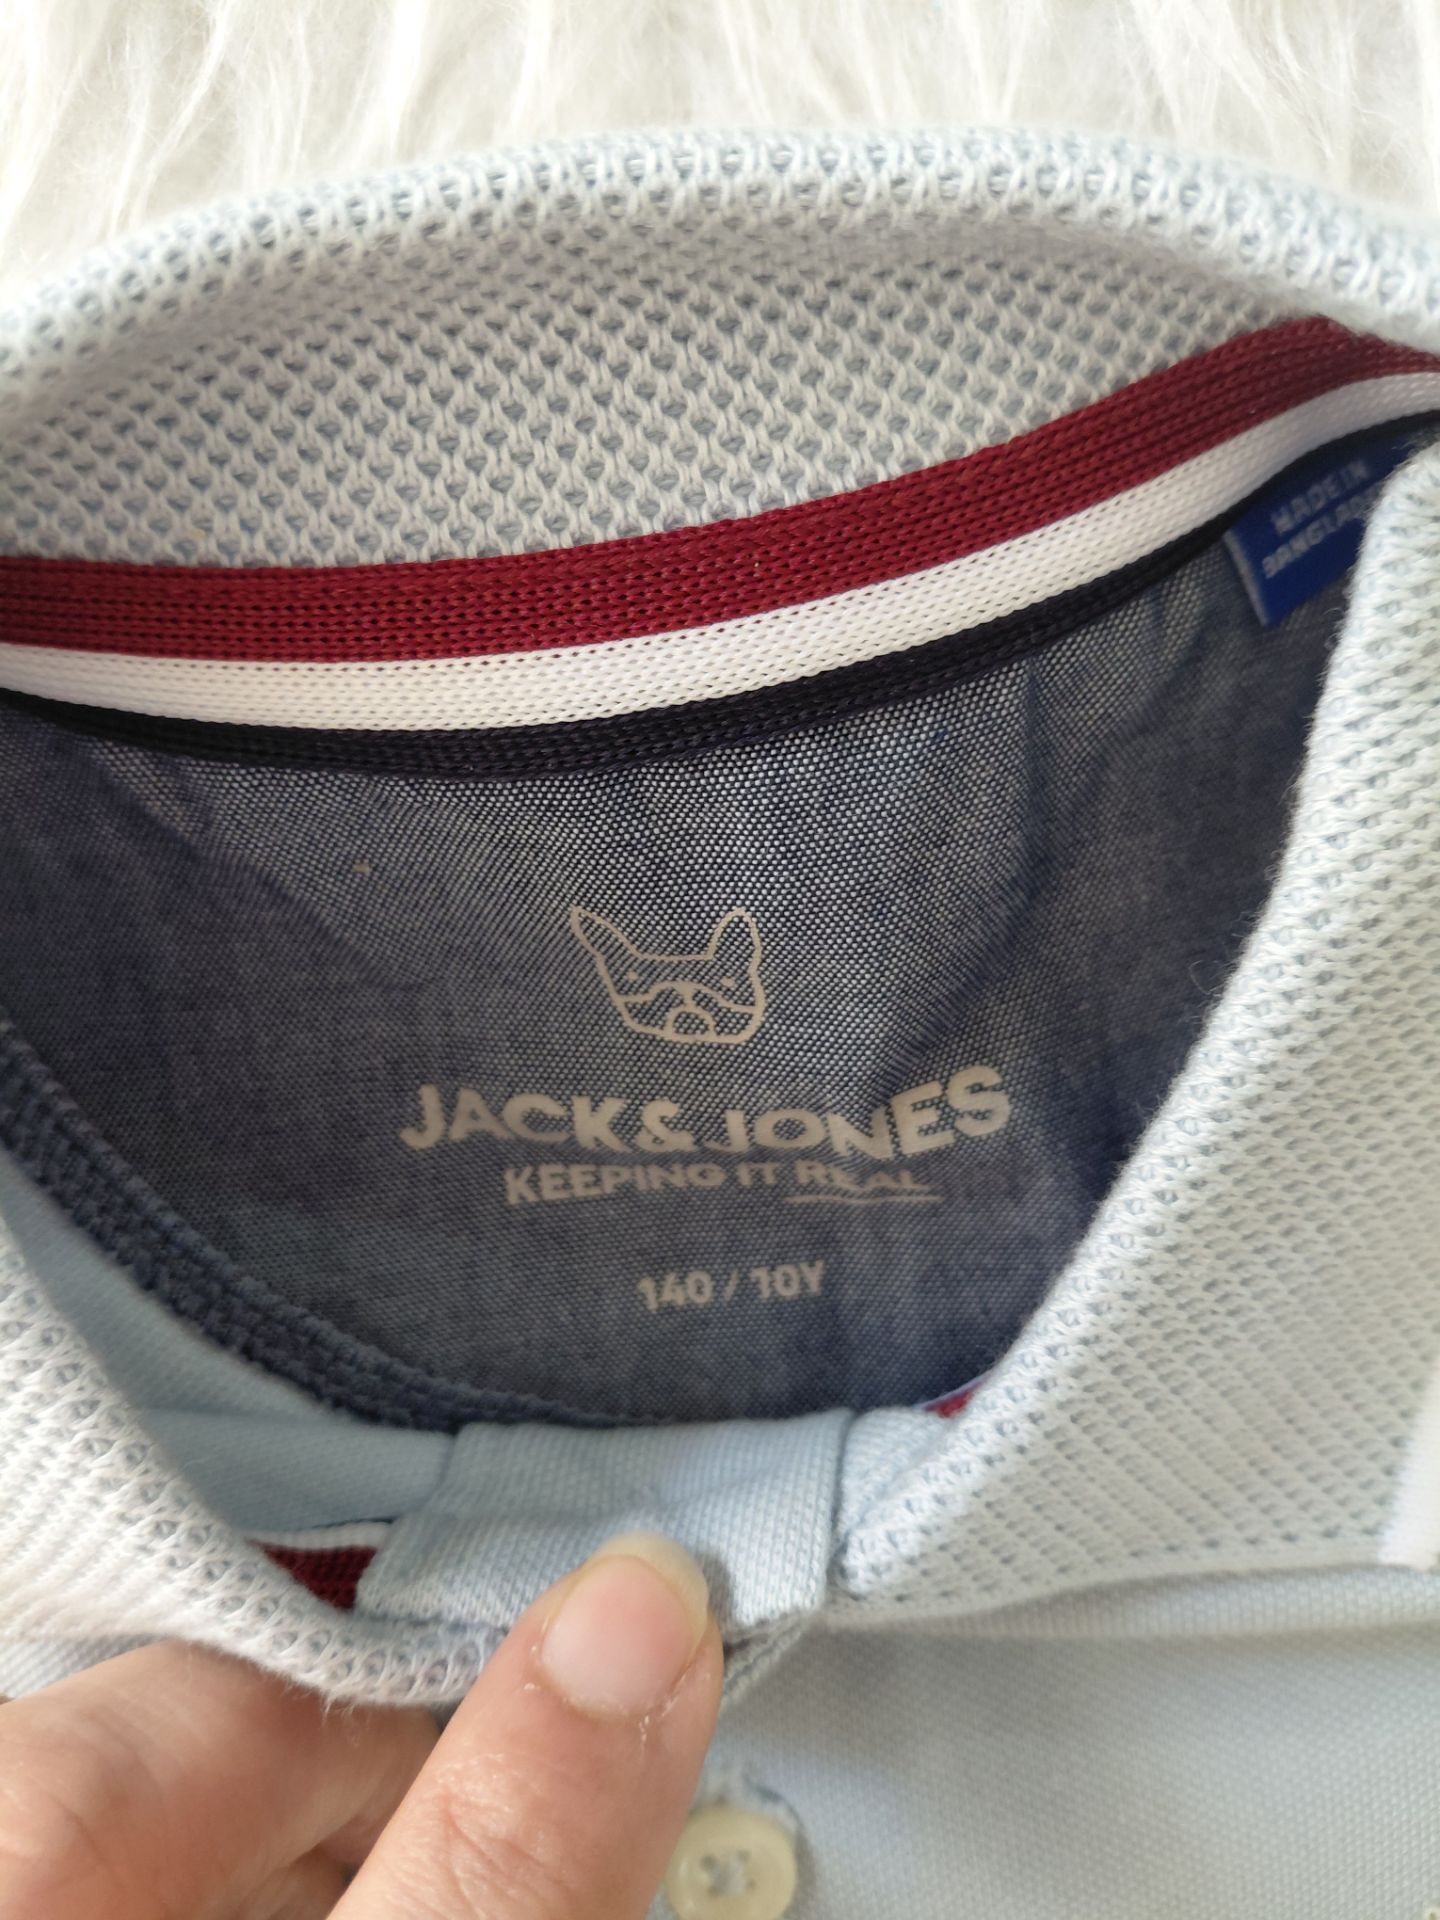 MADE IN
BANGLADESH
JACK & JONES
KEEPING IT REAL
140 / 10Y